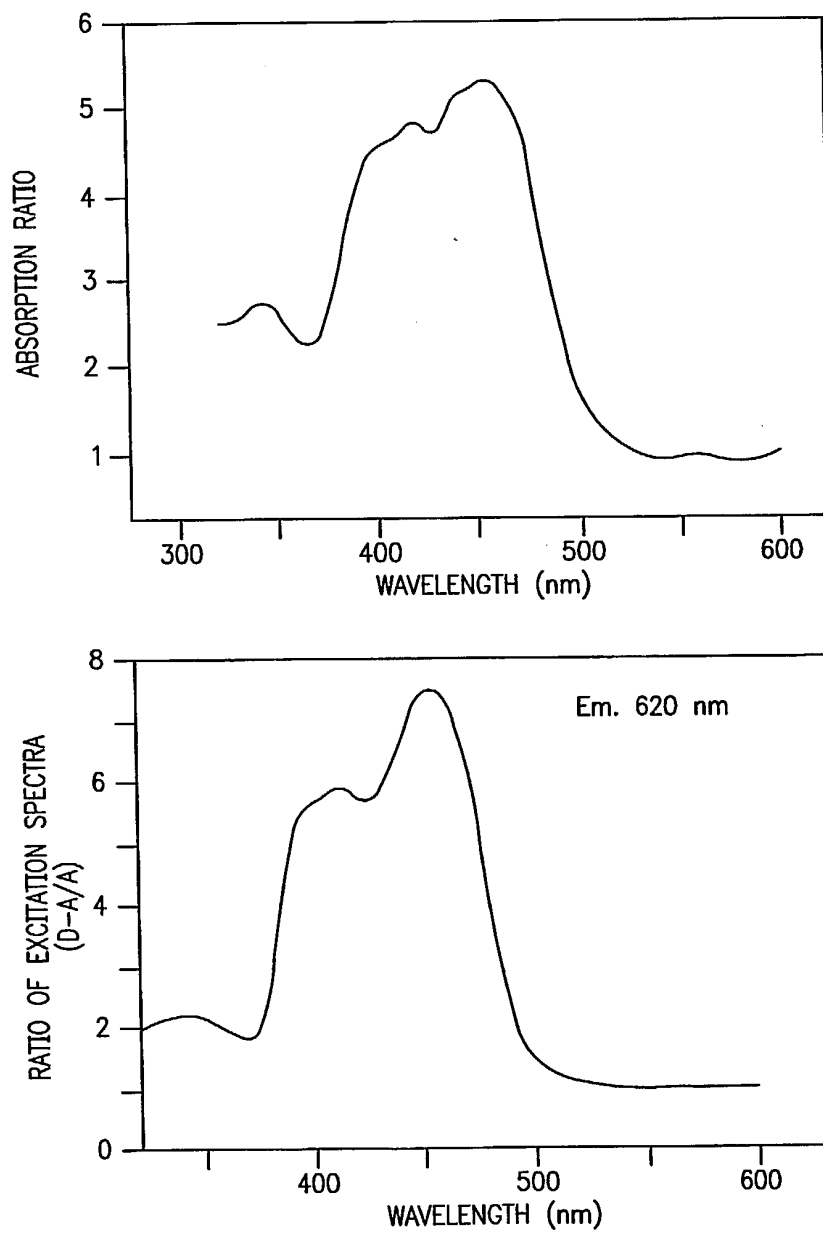 6
5
4
3
2
1
ABSORPTION RATIO
300 400 500 600
WAVELENGTH (nm)
8
6
4
2
0
RATIO OF EXCITATION SPECTRA
(D-A/A)
Em. 620 nm
400 500 600
WAVELENGTH (nm)